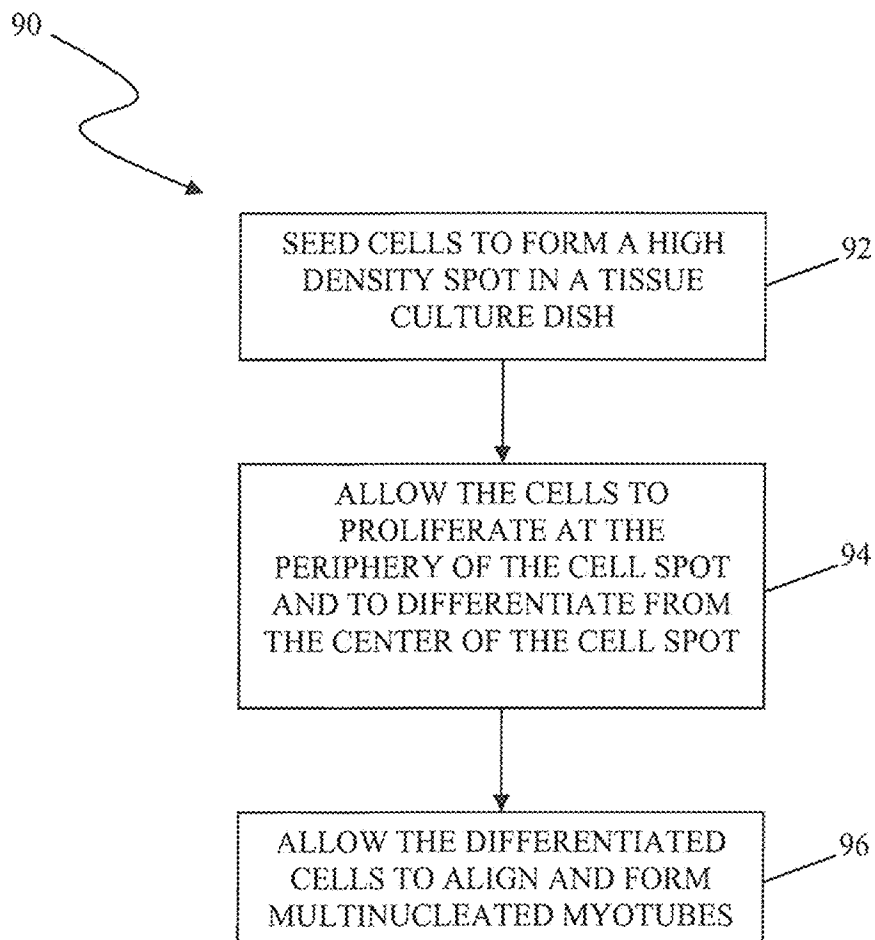 90
SEED CELLS TO FORM A HIGH
DENSITY SPOT IN A TISSUE
CULTURE DISH
92
ALLOW THE CELLS TO
PROLIFERATE AT THE
PERIPHERY OF THE CELL SPOT
AND TO DIFFERENTIATE FROM
THE CENTER OF THE CELL SPOT
94
ALLOW THE DIFFERENTIATED
CELLS TO ALIGN AND FORM
MULTINUCLEATED MYOTUBES
96